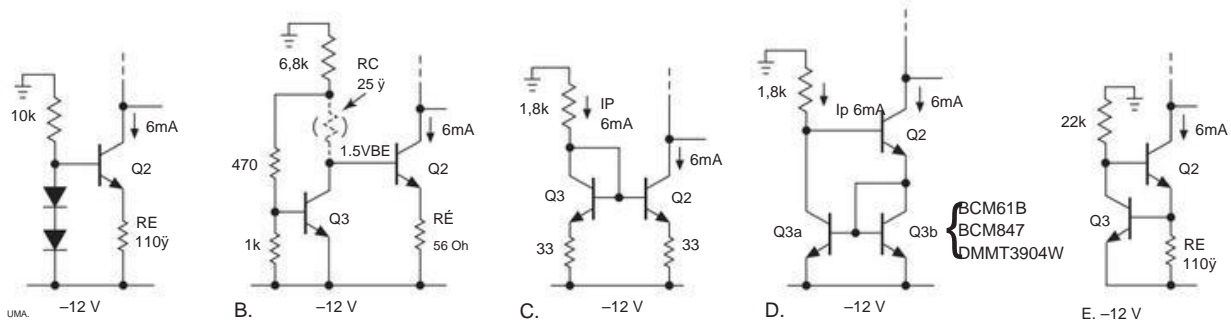 10k
6mA
Q2
RE
110ÿ
UMA.
–12 V
6,8k
RC
25 ÿ
1.5VBE
6mA
470
Q2
Q3
1k
RÉ
56 Oh
B.
–12 V
1,8k
IP
6mA
6mA
Q3
Q2
33
33
C.
–12 V
1,8k
Ip 6mA
6mA
Q2
Q3a
Q3b
BCM61B
BCM847
DMMT3904W
D.
–12 V
22k
6mA
Q2
Q3
RE
110ÿ
E. –12 V